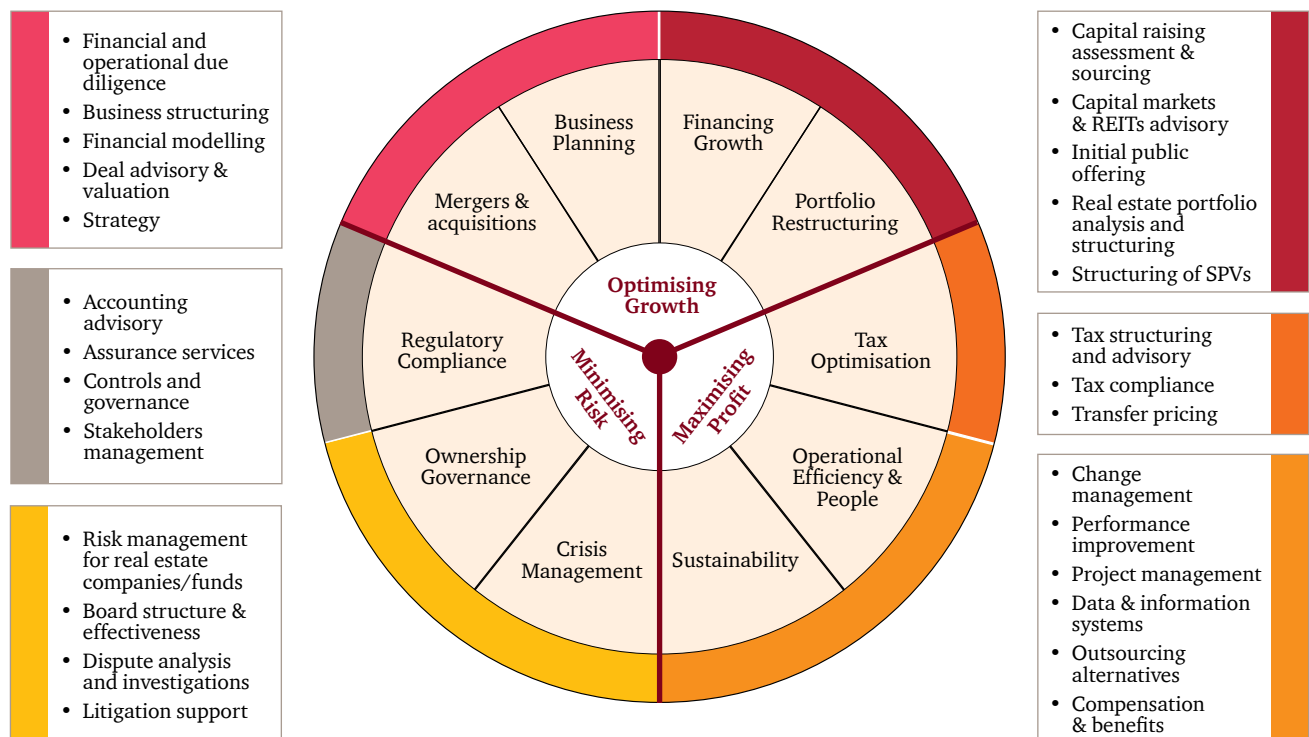 • Financial and
operational due
diligence
• Business structuring
• Financial modelling
• Deal advisory &
valuation
• Strategy
• Accounting
advisory
• Assurance services
• Controls and
governance
• Stakeholders
management
• Risk management
for real estate
companies/funds
• Board structure &
effectiveness
• Dispute analysis
and investigations
• Litigation support
Business
Planning
Financing
Growth
Mergers &
acquisitions
Portfolio
Restructuring
Optimising
Growth
Regulatory
Compliance
Minimising
Risk
Maximising
Profit
Tax
Optimisation
Ownership
Governance
Operational
Efficiency &
People
Crisis
Management
Sustainability
• Capital raising
assessment &
sourcing
• Capital markets
& REITs advisory
• Initial public
offering
• Real estate portfolio
analysis and
structuring
• Structuring of SPVs
• Tax structuring
and advisory
• Tax compliance
• Transfer pricing
• Change
management
• Performance
improvement
• Project management
• Data & information
systems
• Outsourcing
alternatives
• Compensation
& benefits